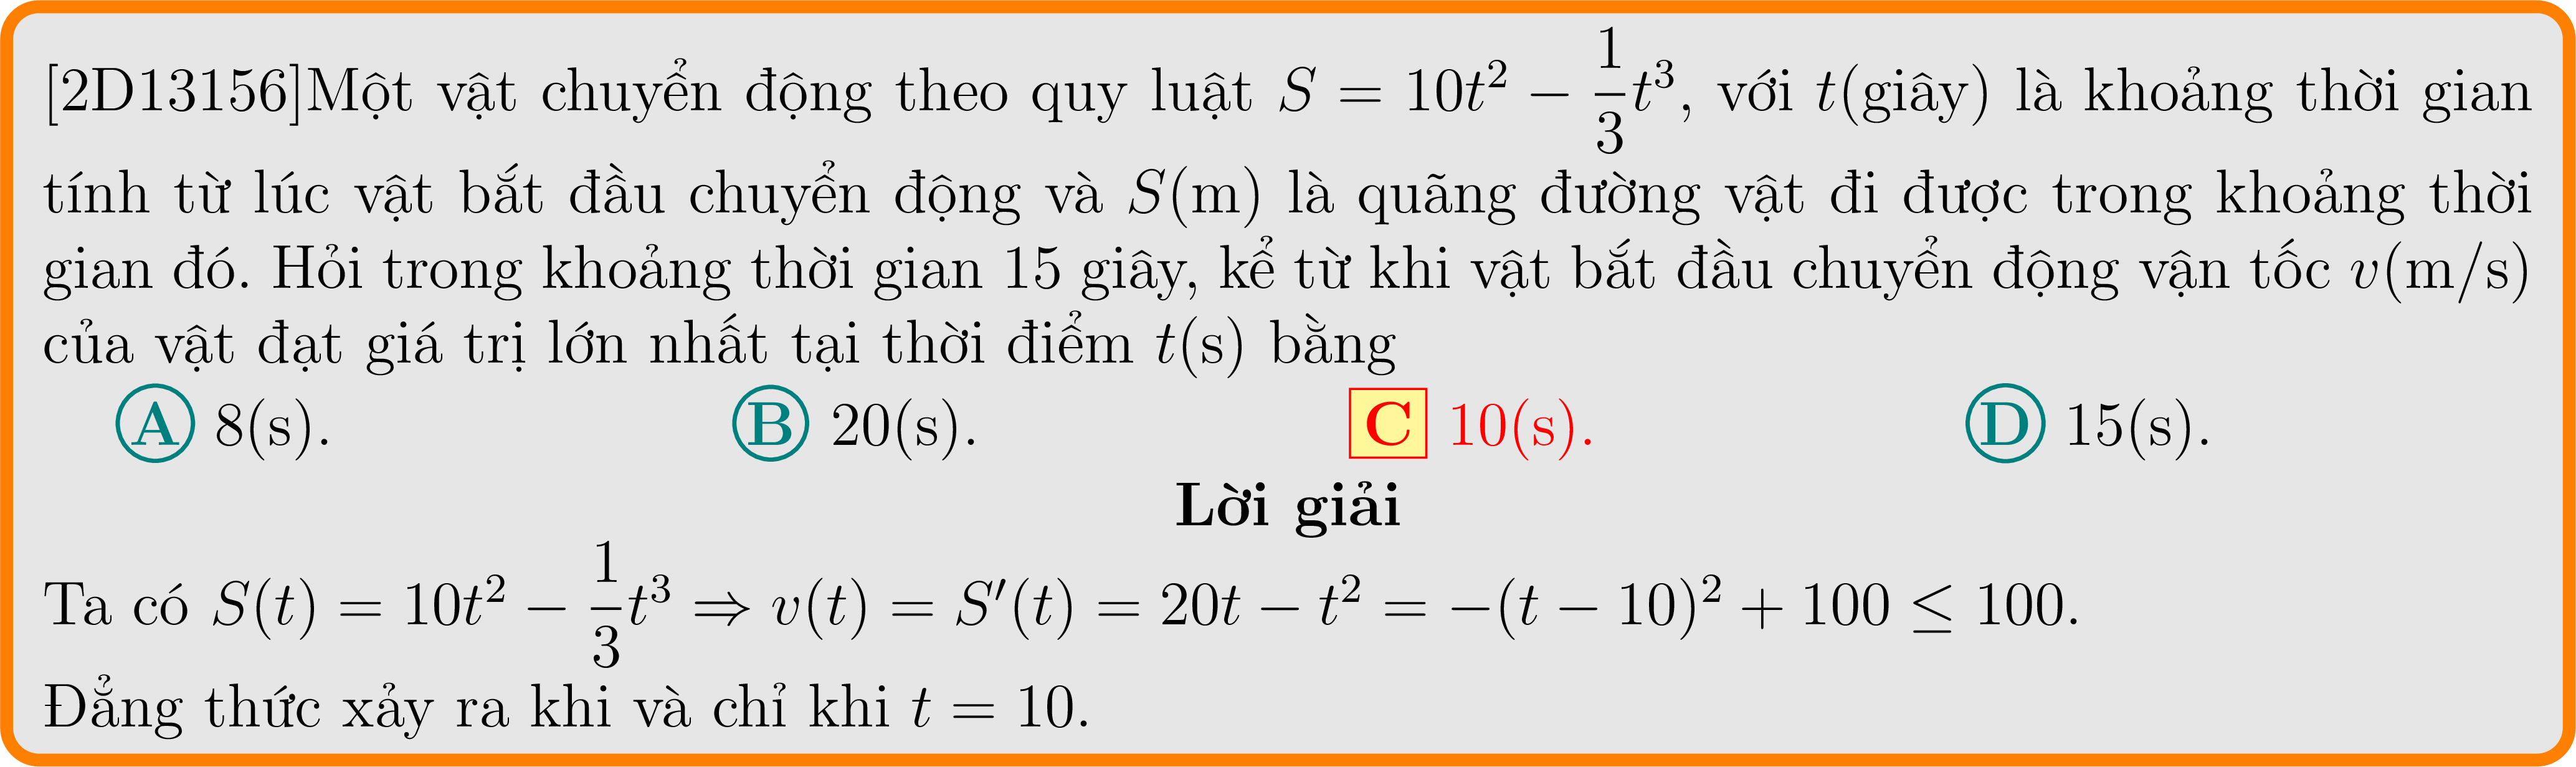 [2D13156]Một vật chuyển động theo quy luật $S = 10t^2 - \dfrac{1}{3}t^3$, với $t$(giây) là khoảng thời gian
tính từ lúc vật bắt đầu chuyển động và $S$(m) là quãng đường vật đi được trong khoảng thời
gian đó. Hỏi trong khoảng thời gian 15 giây, kể từ khi vật bắt đầu chuyển động vận tốc $v$(m/s)
của vật đạt giá trị lớn nhất tại thời điểm $t$(s) bằng
A 8(s). B 20(s). C 10(s). D 15(s).
Lời giải
Ta có $S(t) = 10t^2 - \dfrac{1}{3}t^3 \Rightarrow v(t) = S'(t) = 20t - t^2 = -(t - 10)^2 + 100 \leq 100$.
Đẳng thức xảy ra khi và chỉ khi $t = 10$.